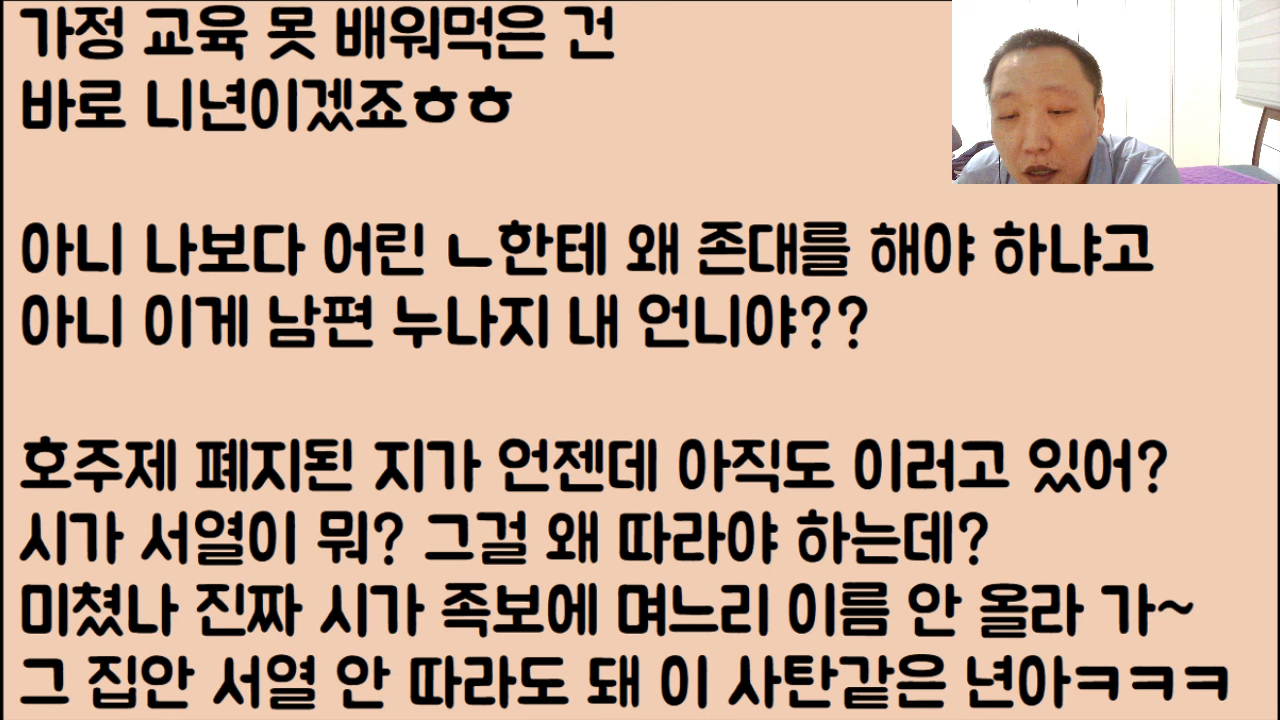 가정 교육 못 배워먹은 건
바로 니년이겠죠ㅎㅎ
아니 나보다 어린 ㄴ한테 왜 존대를 해야 하냐고
아니 이게 남편 누나지 내 언니야??
호주제 폐지된 지가 언젠데 아직도 이러고 있어?
시가 서열이 뭐? 그걸 왜 따라야 하는데?
미쳤나 진짜 시가 족보에 며느리 이름 안 올라 가~
그 집안 서열 안 따라도 돼 이 사탄같은 년아ㅋㅋㅋ